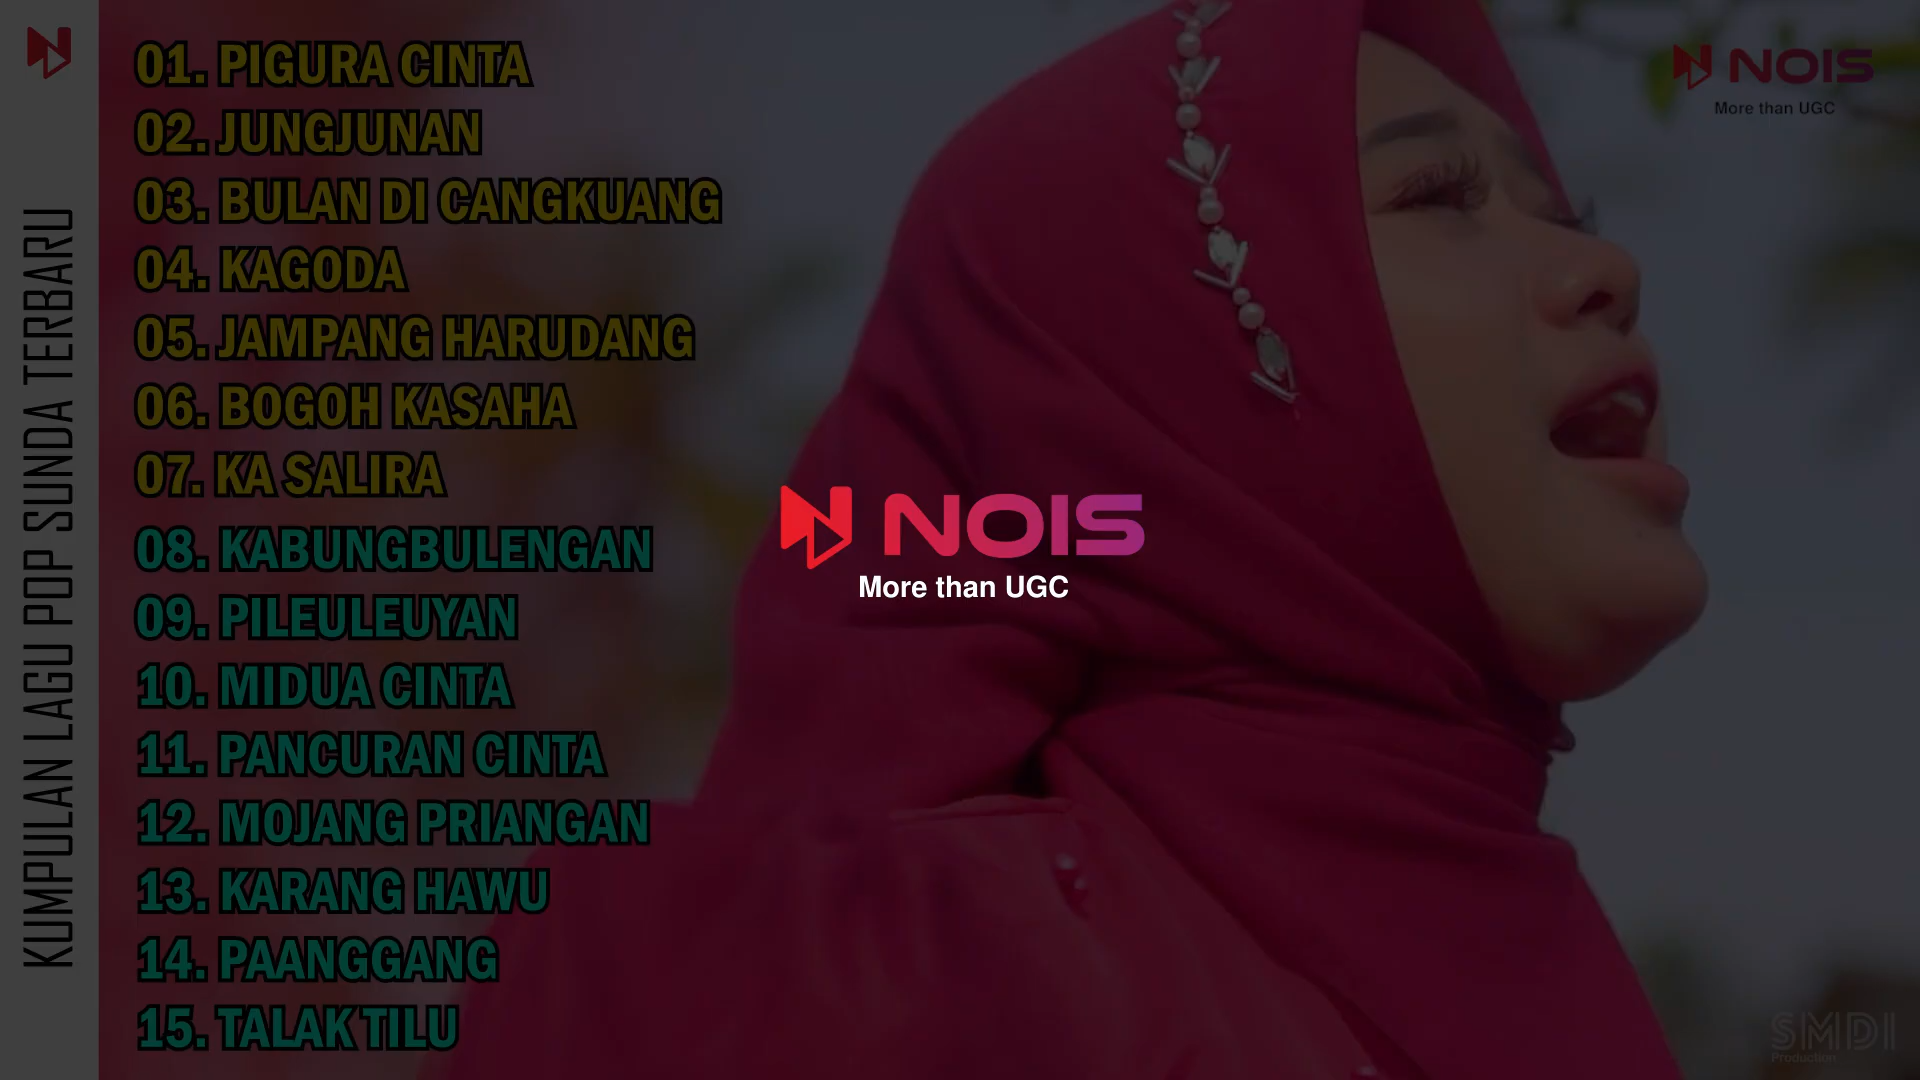 KUMPULAN LAGU POP SUNDA TERBARU
01. PIGURA CINTA
02. JUNGJUNAN
03. BULAN DI CANGKUANG
04. KAGODA
05. JAMPANG HARUDANG
06. BOGOH KASAHA
07. KA SALIRA
08. KABUNGBULENGAN
09. PILEULEUYAN
10. MIDUA CINTA
11. PANCURAN CINTA
12. MOJANG PRIANGAN
13. KARANG HAWU
14. PAANGGANG
15. TALAK TILU
NOIS
More than UGC
NOIS
More than UGC
SMDI
Production